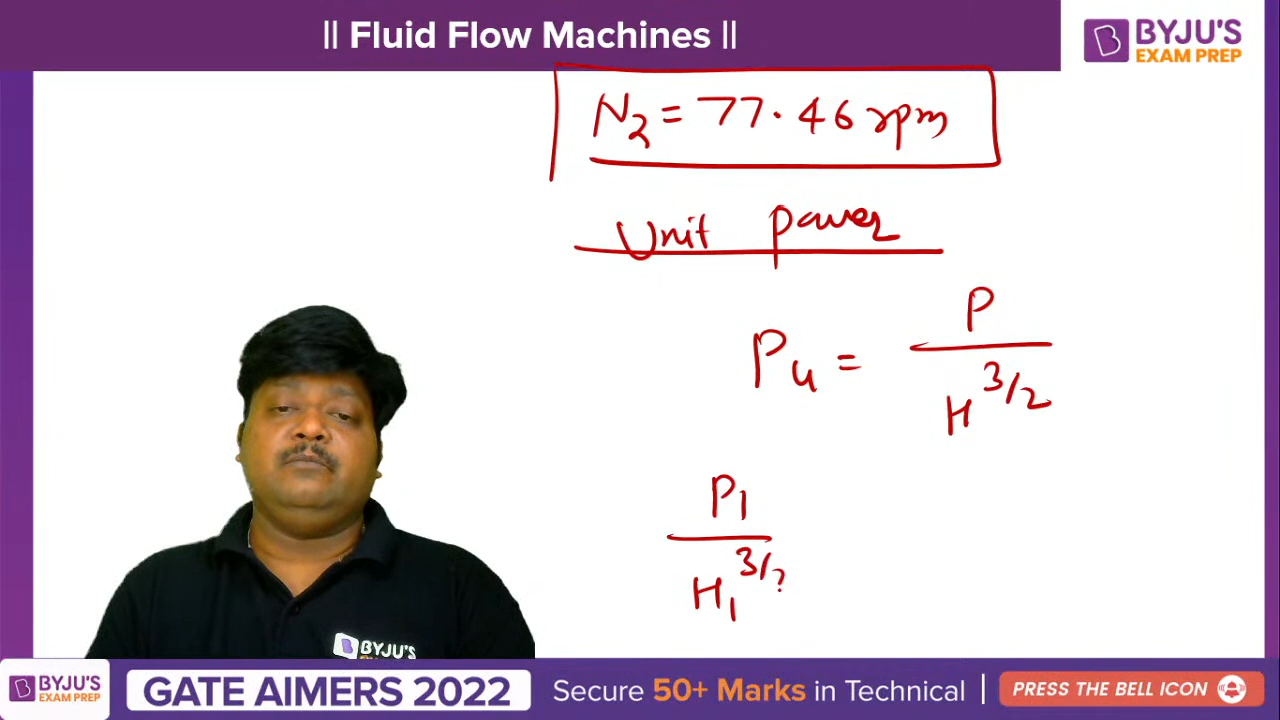 || Fluid Flow Machines ||
BYJU'S
EXAM PREP
N₂ = 77.46 rpm
Unit power
Pu = P / H^3/2
P₁ / H₁^3/2
BYJU'S
BYJU'S
EXAM PREP
GATE AIMERS 2022
Secure 50+ Marks in Technical
PRESS THE BELL ICON